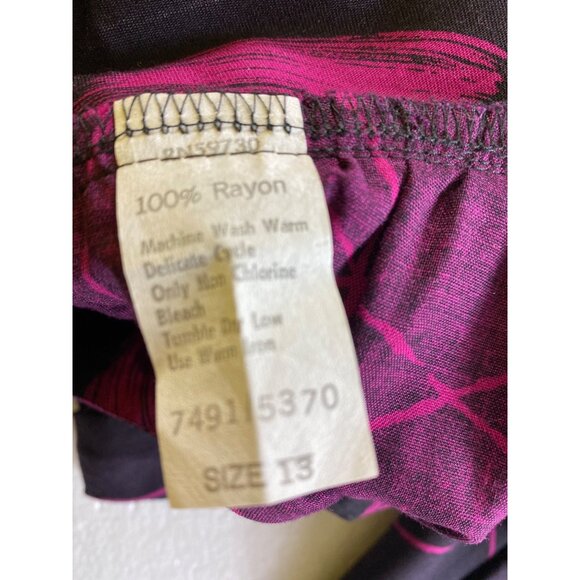 RN59730
100% Rayon
Machine Wash Warm
Delicate Cycle
Only Non Chlorine
Bleach
Tumble Dry Low
Use Warm Iron
749115370
SIZE 13